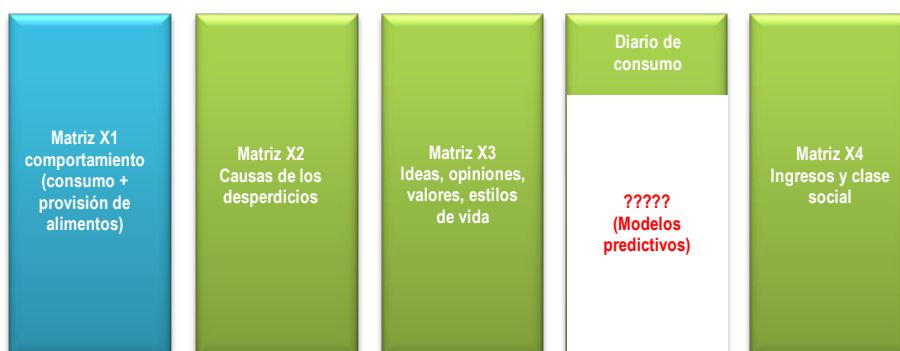 Matriz X1
comportamiento
(consumo +
provisión de
alimentos)
Matriz X2
Causas de los
desperdicios
Matriz X3
Ideas, opiniones,
valores, estilos
de vida
Diario de
consumo
?????
(Modelos
predictivos)
Matriz X4
Ingresos y clase
social